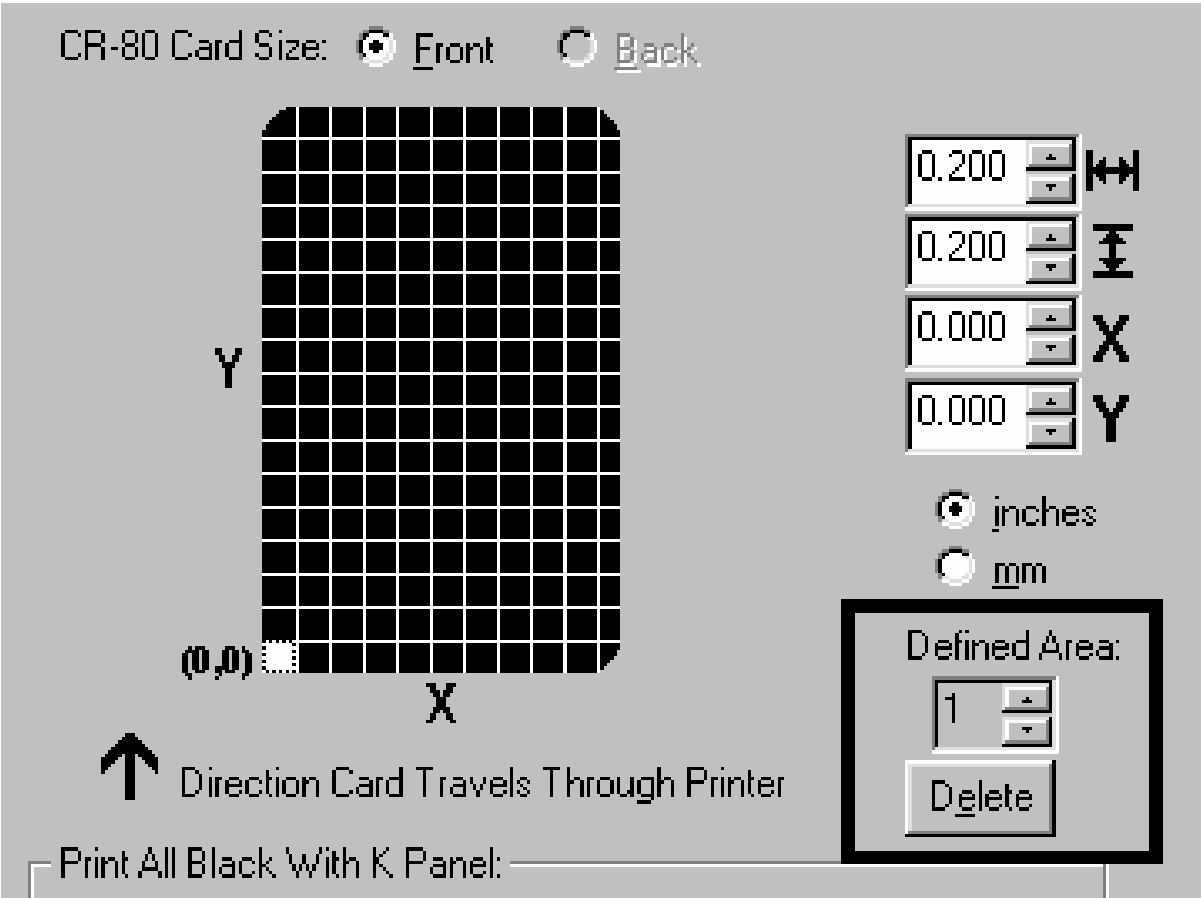 CR-80 Card Size: Front Back
0.200
0.200
0.000 X
Y
0.000 Y
inches
mm
Defined Area:
(0,0)
1
X
Direction Card Travels Through Printer
Delete
Print All Black With K Panel: